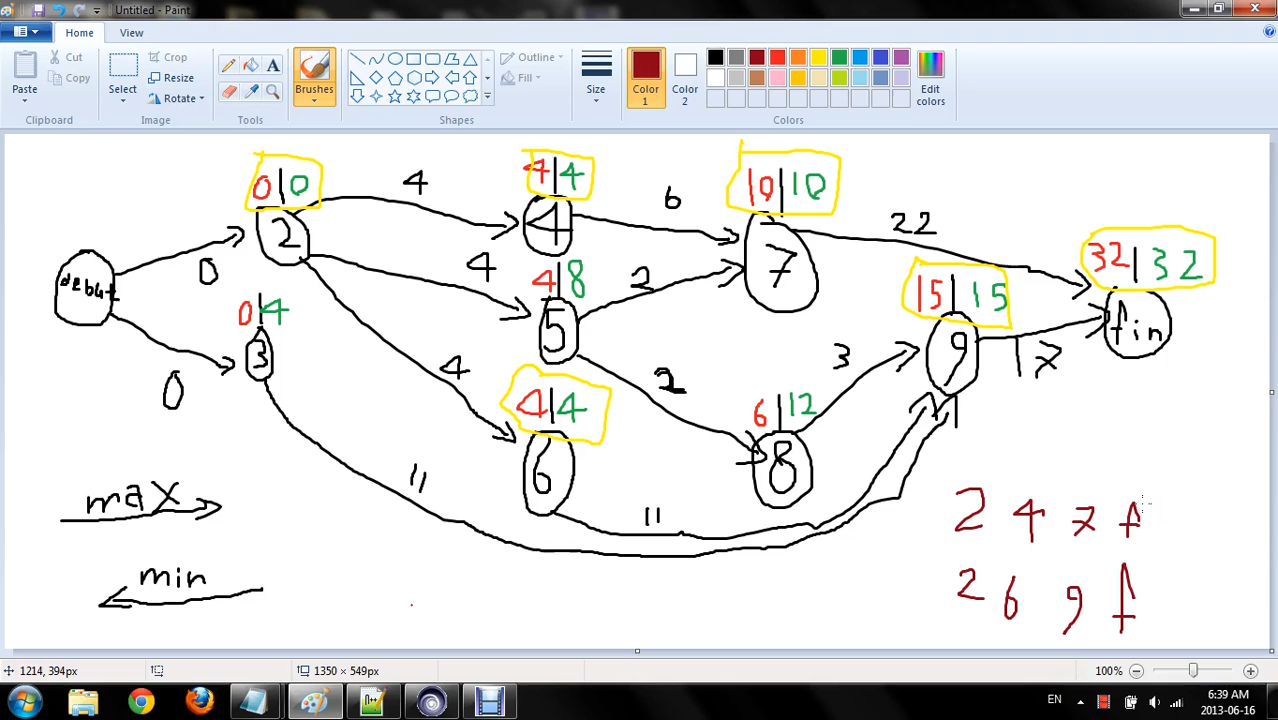 Untitled - Paint
Home View
Paste
Cut
Copy
Clipboard
Select
Crop
Resize
Rotate
Image
Tools
Brushes
Shapes
Outline
Fill
Size
Color 1
Color 2
Edit colors
Colors
debut
0
0
0|0
2
0|4
3
4
4
4
11
4|4
4
4|8
5
4|4
6
6
2
2
11
10|10
7
6|12
8
22
3
15|15
9
17
32|32
fin
max
min
2 4 7 f
2 6 9 f
1214, 394px
1350 × 549px
100%
EN
6:39 AM
2013-06-16